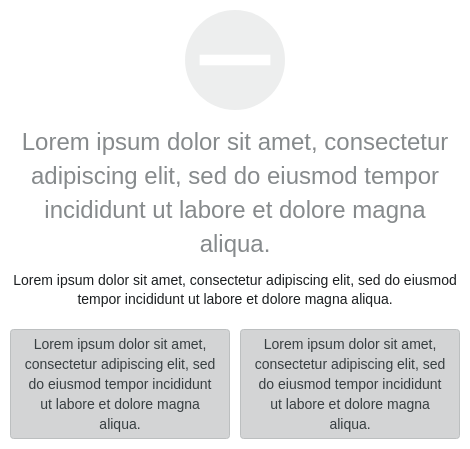 Lorem ipsum dolor sit amet, consectetur
adipiscing elit, sed do eiusmod tempor
incididunt ut labore et dolore magna
aliqua.
Lorem ipsum dolor sit amet, consectetur adipiscing elit, sed do eiusmod
tempor incididunt ut labore et dolore magna aliqua.
Lorem ipsum dolor sit amet,
consectetur adipiscing elit, sed
do eiusmod tempor incididunt
ut labore et dolore magna
aliqua.
Lorem ipsum dolor sit amet,
consectetur adipiscing elit, sed
do eiusmod tempor incididunt
ut labore et dolore magna
aliqua.